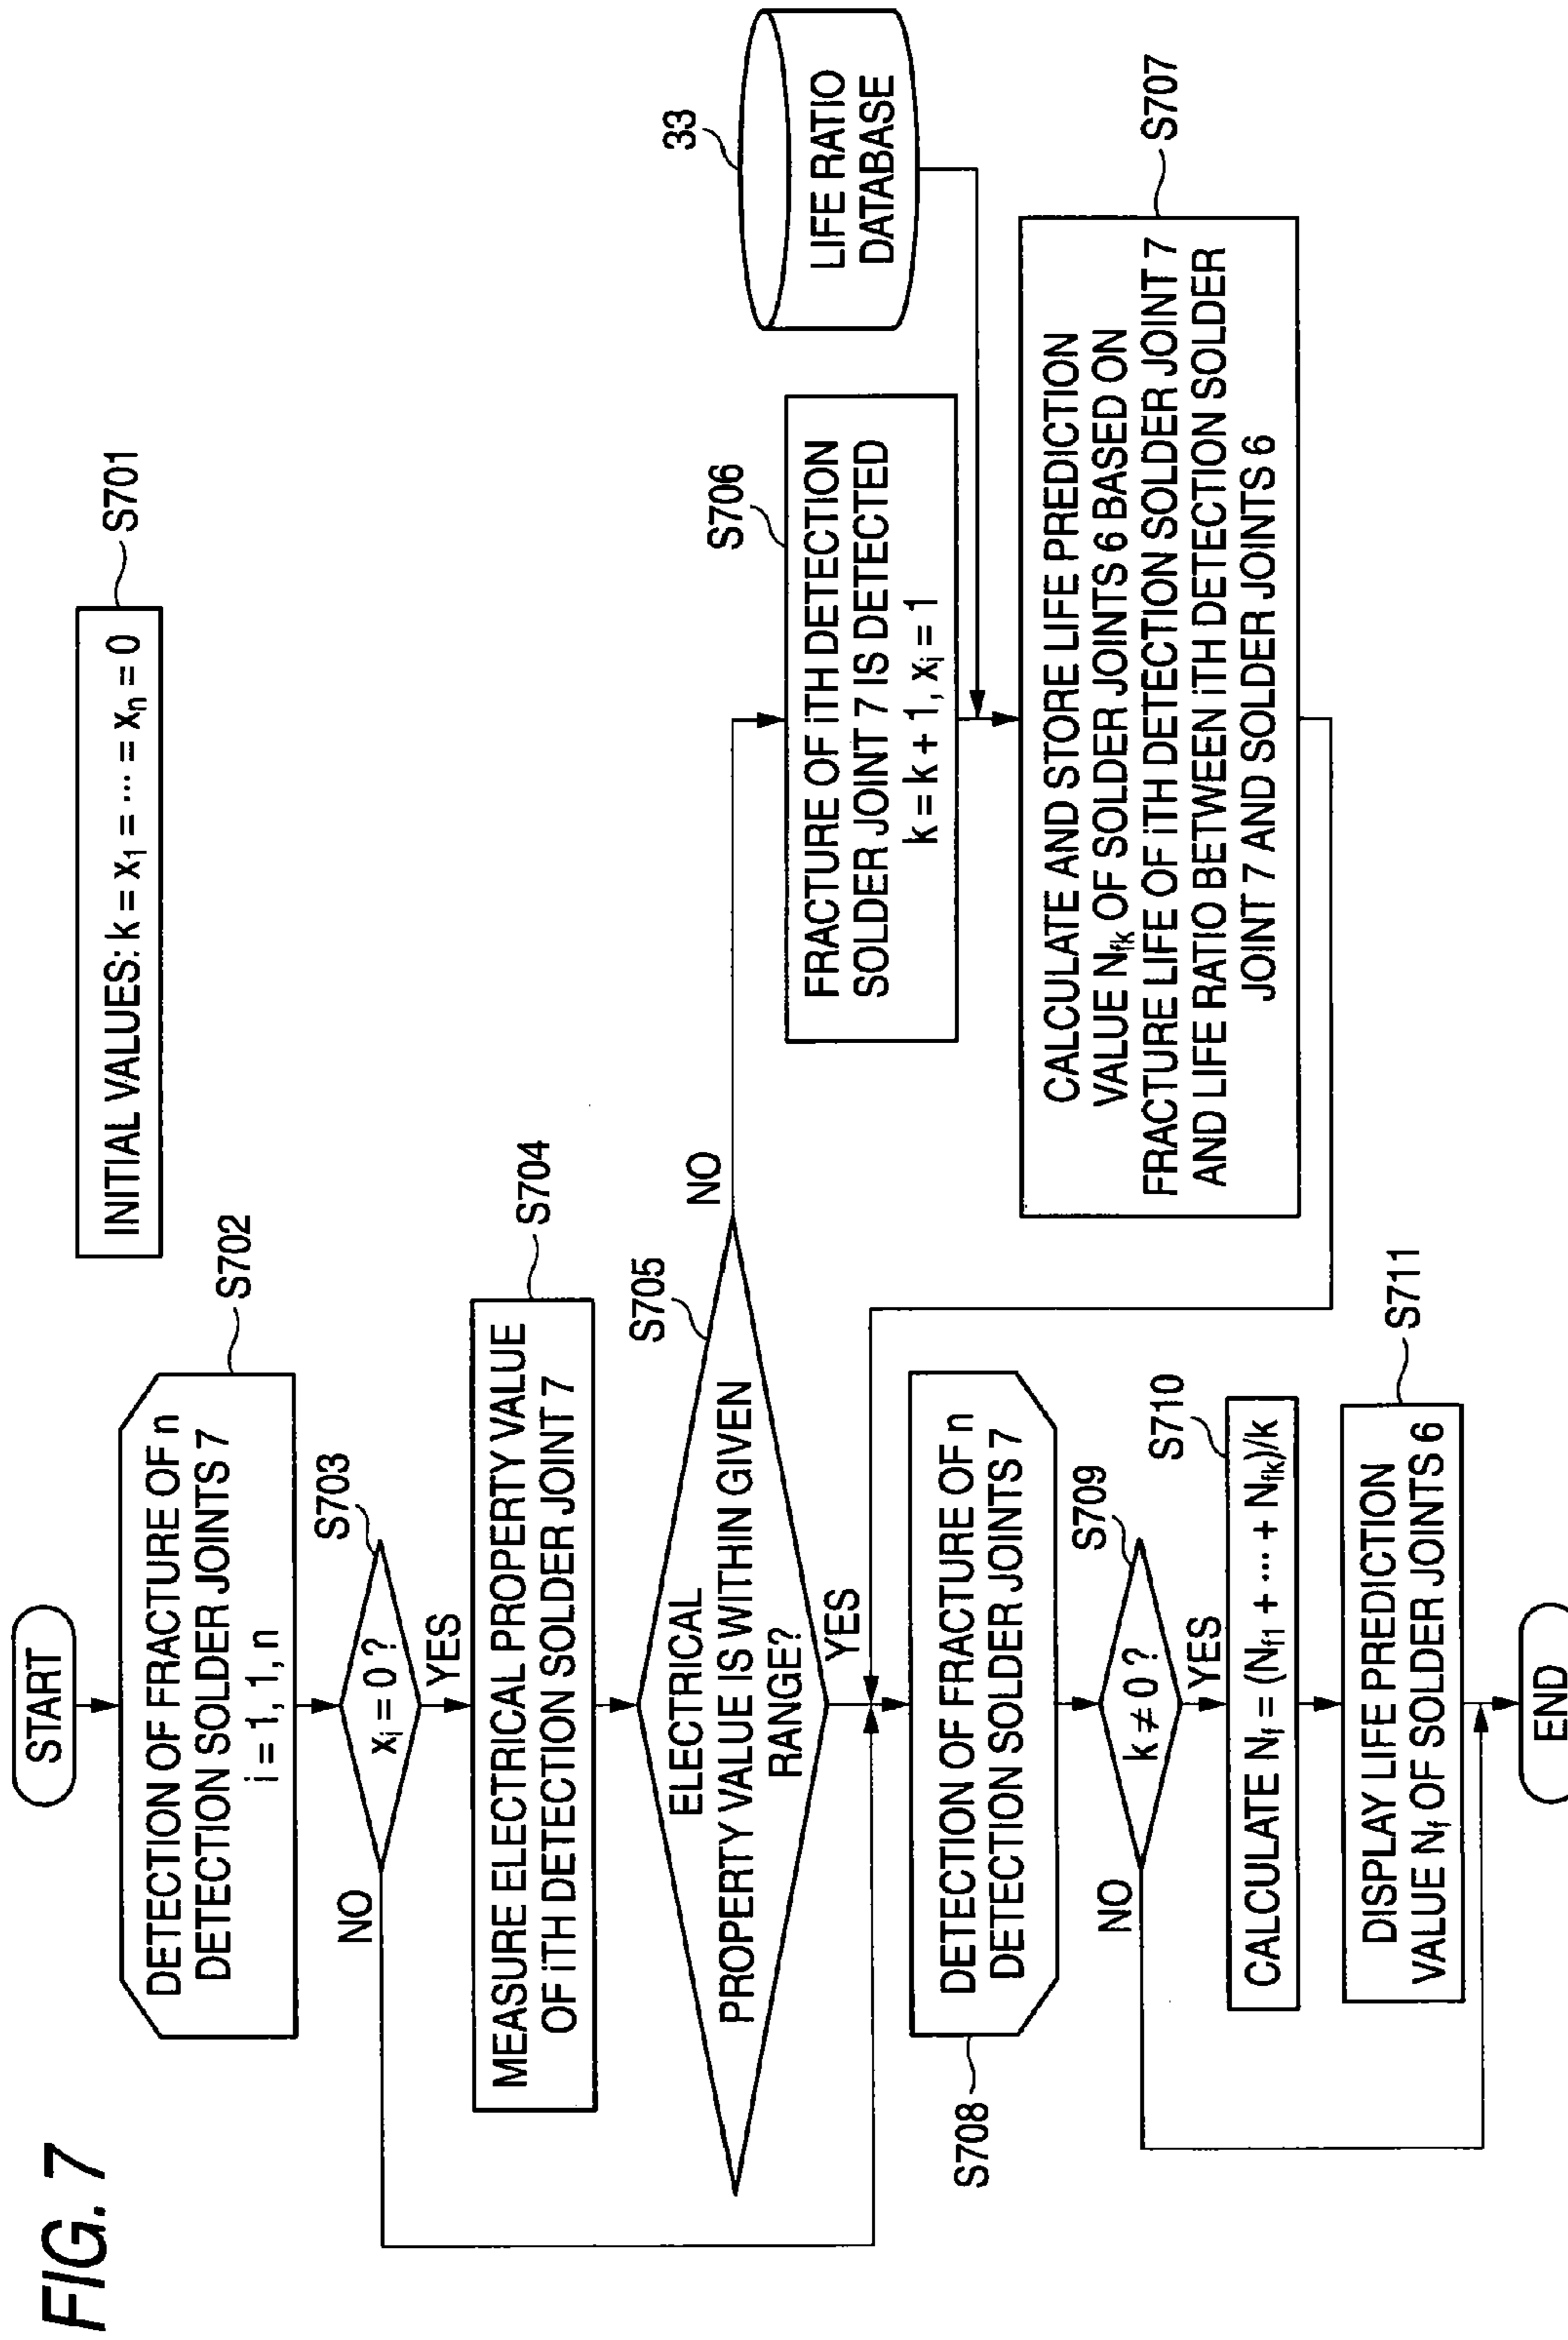 FIG. 7
START
INITIAL VALUES: k = x1 = ··· = xn = 0
S701
DETECTION OF FRACTURE OF n
DETECTION SOLDER JOINTS 7
i = 1, 1, n
S702
xi = 0 ?
S703
NO
YES
MEASURE ELECTRICAL PROPERTY VALUE
OF iTH DETECTION SOLDER JOINT 7
S704
ELECTRICAL
PROPERTY VALUE IS WITHIN GIVEN
RANGE?
S705
NO
YES
FRACTURE OF iTH DETECTION
SOLDER JOINT 7 IS DETECTED
k = k + 1, xi = 1
S706
33
LIFE RATIO
DATABASE
CALCULATE AND STORE LIFE PREDICTION
VALUE Nfk OF SOLDER JOINTS 6 BASED ON
FRACTURE LIFE OF iTH DETECTION SOLDER JOINT 7
AND LIFE RATIO BETWEEN iTH DETECTION SOLDER
JOINT 7 AND SOLDER JOINTS 6
S707
DETECTION OF FRACTURE OF n
DETECTION SOLDER JOINTS 7
S708
k ≠ 0 ?
S709
NO
YES
CALCULATE Nf = (Nf1 + ··· + Nfk)/k
S710
DISPLAY LIFE PREDICTION
VALUE Nf OF SOLDER JOINTS 6
S711
END